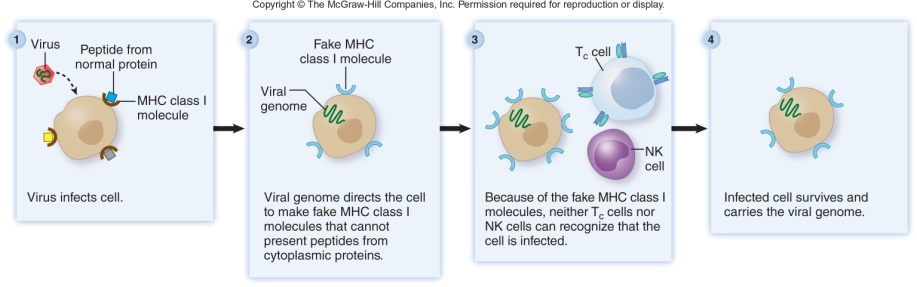 Copyright © The McGraw-Hill Companies, Inc. Permission required for reproduction or display.
1
Virus
Peptide from
normal protein
MHC class I
molecule
Virus infects cell.
2
Fake MHC
class I molecule
Viral
genome
Viral genome directs the cell
to make fake MHC class I
molecules that cannot
present peptides from
cytoplasmic proteins.
3
Tc cell
NK
cell
Because of the fake MHC class I
molecules, neither Tc cells nor
NK cells can recognize that the
cell is infected.
4
Infected cell survives and
carries the viral genome.